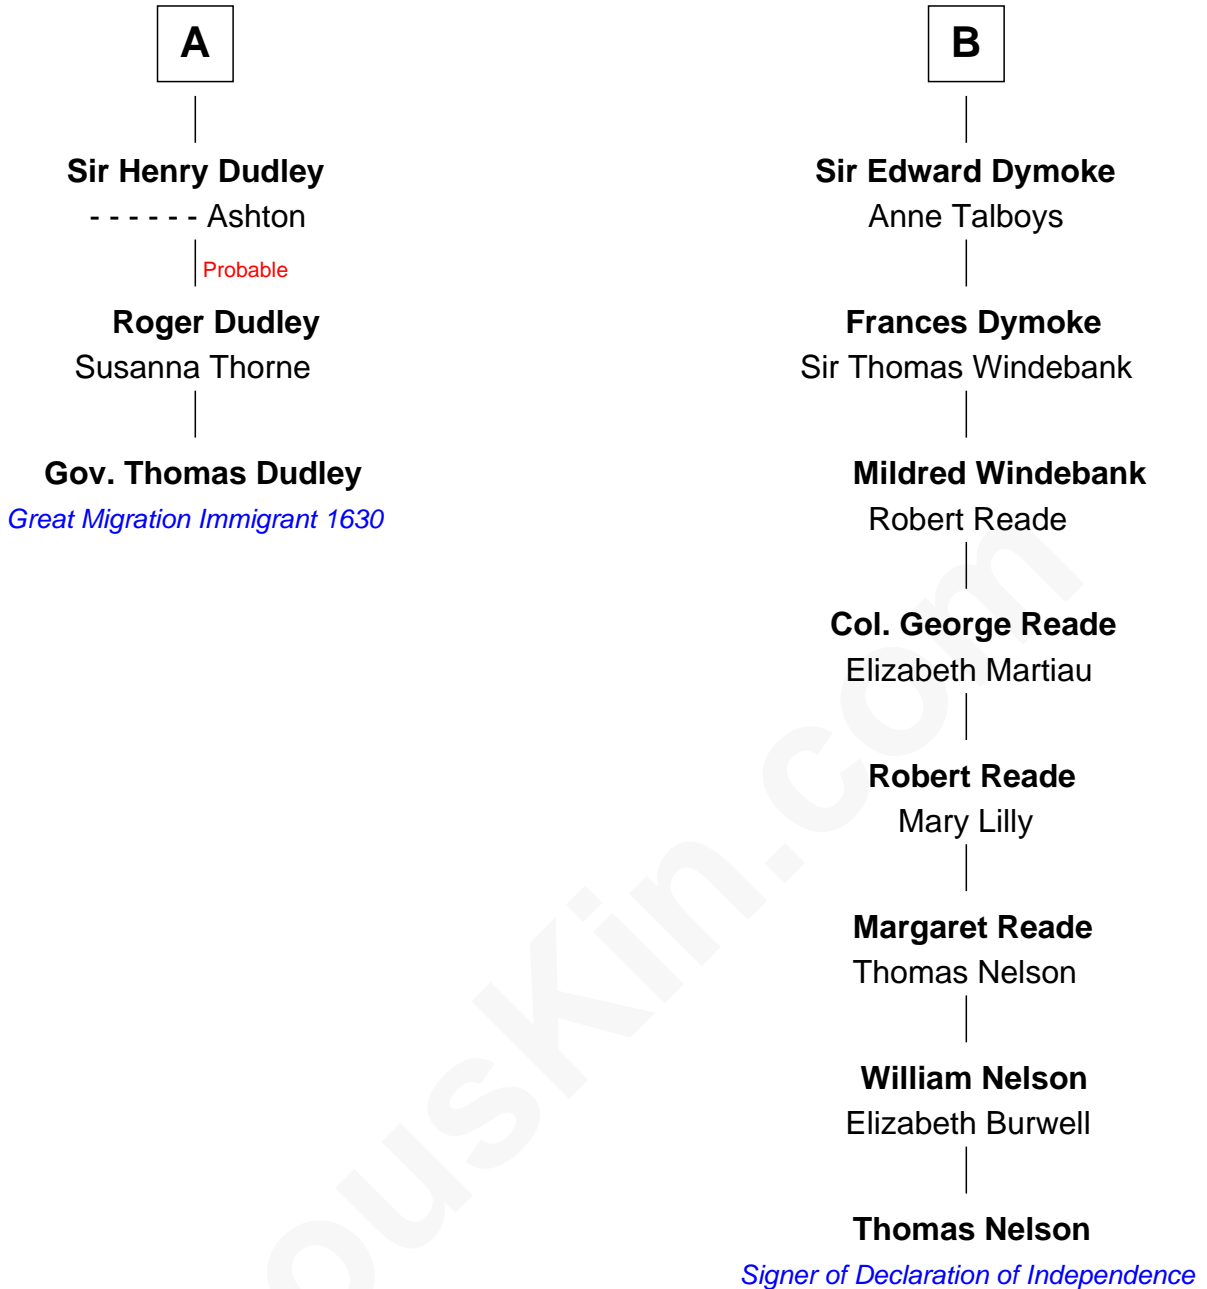 A
Sir Henry Dudley
- - - - - - Ashton
Probable
Roger Dudley
Susanna Thorne
Gov. Thomas Dudley
Great Migration Immigrant 1630
B
Sir Edward Dymoke
Anne Talboys
Frances Dymoke
Sir Thomas Windebank
Mildred Windebank
Robert Reade
Col. George Reade
Elizabeth Martiau
Robert Reade
Mary Lilly
Margaret Reade
Thomas Nelson
William Nelson
Elizabeth Burwell
Thomas Nelson
Signer of Declaration of Independence
ousKin.com